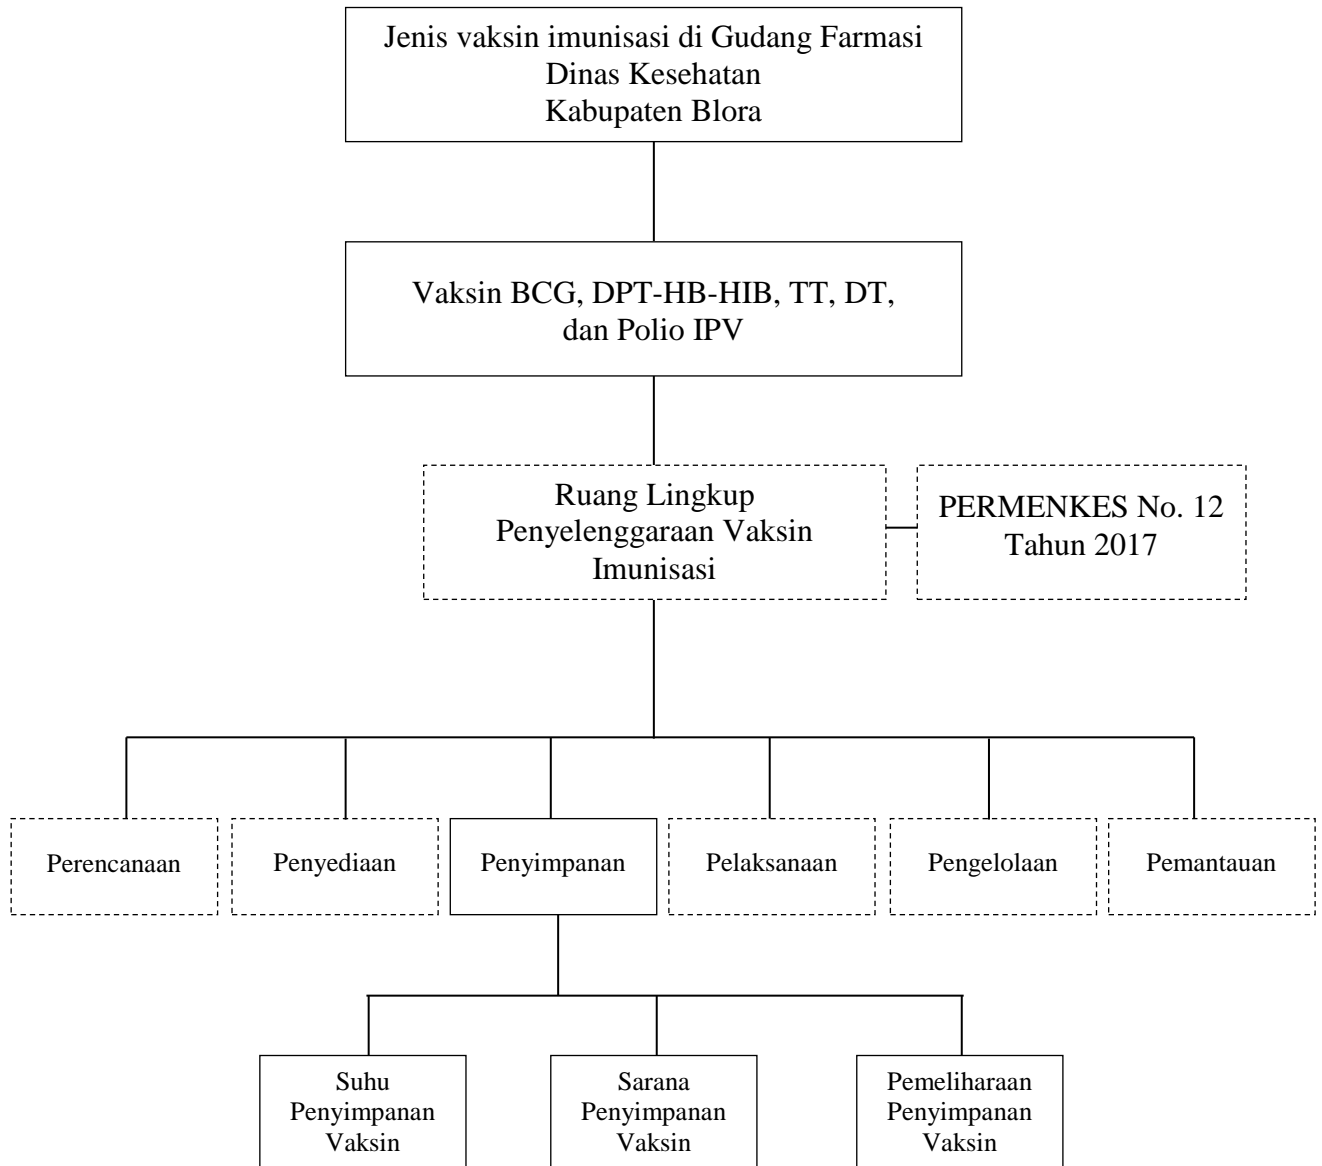 Jenis vaksin imunisasi di Gudang Farmasi
Dinas Kesehatan
Kabupaten Blora
Vaksin BCG, DPT-HB-HIB, TT, DT,
dan Polio IPV
Ruang Lingkup
Penyelenggaraan Vaksin
Imunisasi
PERMENKES No. 12
Tahun 2017
Perencanaan
Penyediaan
Penyimpanan
Pelaksanaan
Pengelolaan
Pemantauan
Suhu
Penyimpanan
Vaksin
Sarana
Penyimpanan
Vaksin
Pemeliharaan
Penyimpanan
Vaksin